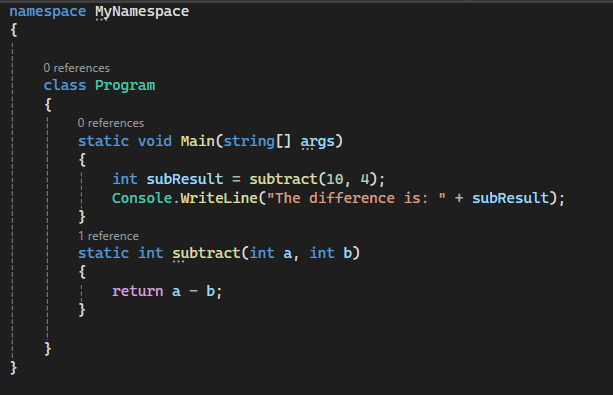 namespace MyNamespace
{
0 references
class Program
{
0 references
static void Main(string[] args)
{
int subResult = subtract(10, 4);
Console.WriteLine("The difference is: " + subResult);
}
1 reference
static int subtract(int a, int b)
{
return a - b;
}
}
}